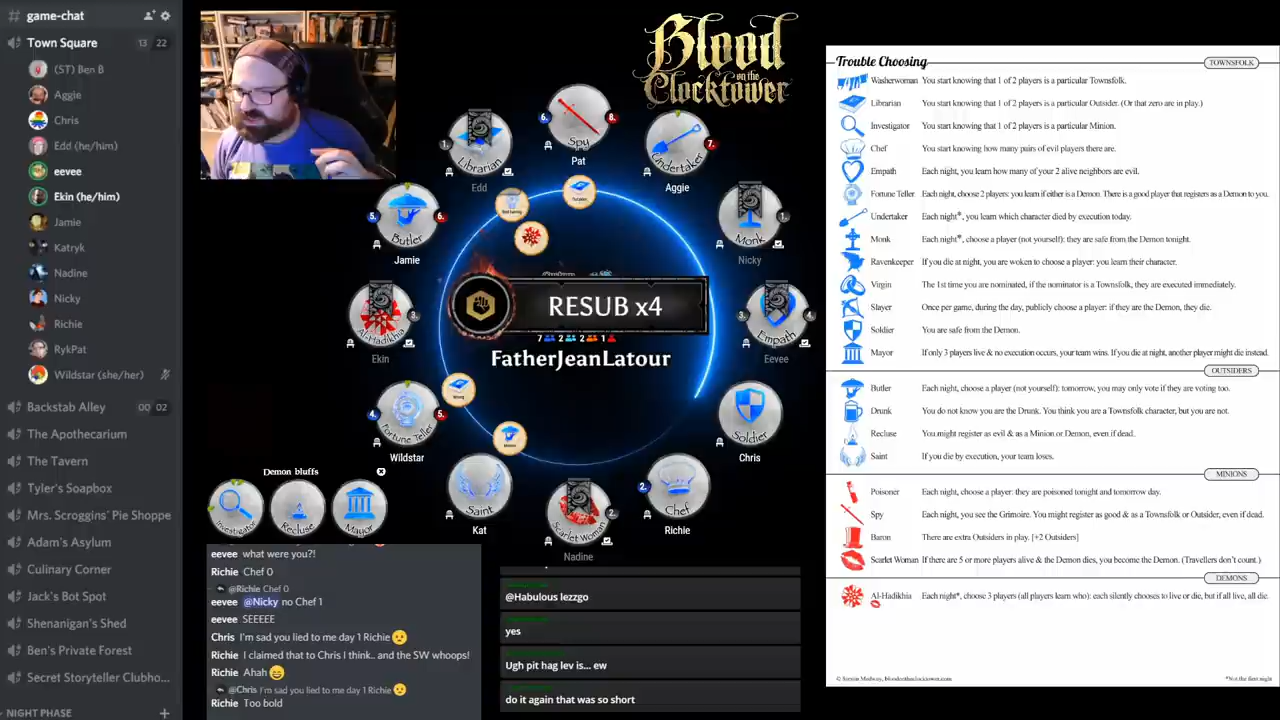 # game-chat
Town Square 13 22
(ST) Ben B
Aggie
Chris
Edd (he/him)
eevee
Ekin (he/him)
Jamie
Katryk
Nadine
Nicky
Richie
RykPat
Wildstar (she/her)
Backstab Alley 00 02
The Apothecarium
The Tavern
Tyler's Soapbox
Mrs. Scroggins' Pie Shoppe
Adam's Asylum
Culinary Corner
Jack's Bot Spot
Shenanigan's Shed
Ben's Private Forest
Secret Storyteller Clubho...
NIGHT PHASE
Blood
on the
Clocktower
1. Librarian
Edd
6. Spy 8.
Pat
Undertaker 7.
Aggie
5. Butler 6.
Jamie
Monk 1.
Nicky
Al-Hadikhia 3.
Ekin
3. Empath 4.
Eevee
RESUB x4
7 2 2 1
FatherJeanLatour
4. Fortune Teller 5.
Wildstar
Wrong
Soldier
Chris
Saint
Kat
Scarlet Woman 2.
Nadine
2. Chef
Richie
Demon bluffs
Investigator
Recluse
Mayor
eevee what were you?!
Richie Chef 0
@Richie Chef 0
eevee @Nicky no Chef 1
eevee SEEEE
Chris I'm sad you lied to me day 1 Richie 😟
Richie I claimed that to Chris I think.. and the SW whoops!
Richie Ahah 😄
@Chris I'm sad you lied to me day 1 Richie 😟
Richie Too bold
@Habulous lezzgo
yes
Ugh pit hag lev is... ew
do it again that was so short
Trouble Choosing
TOWNSFOLK
Washerwoman You start knowing that 1 of 2 players is a particular Townsfolk.
Librarian You start knowing that 1 of 2 players is a particular Outsider. (Or that zero are in play.)
Investigator You start knowing that 1 of 2 players is a particular Minion.
Chef You start knowing how many pairs of evil players there are.
Empath Each night, you learn how many of your 2 alive neighbors are evil.
Fortune Teller Each night, choose 2 players: you learn if either is a Demon. There is a good player that registers as a Demon to you.
Undertaker Each night*, you learn which character died by execution today.
Monk Each night*, choose a player (not yourself): they are safe from the Demon tonight.
Ravenkeeper If you die at night, you are woken to choose a player: you learn their character.
Virgin The 1st time you are nominated, if the nominator is a Townsfolk, they are executed immediately.
Slayer Once per game, during the day, publicly choose a player: if they are the Demon, they die.
Soldier You are safe from the Demon.
Mayor If only 3 players live & no execution occurs, your team wins. If you die at night, another player might die instead.
OUTSIDERS
Butler Each night, choose a player (not yourself): tomorrow, you may only vote if they are voting too.
Drunk You do not know you are the Drunk. You think you are a Townsfolk character, but you are not.
Recluse You might register as evil & as a Minion or Demon, even if dead.
Saint If you die by execution, your team loses.
MINIONS
Poisoner Each night, choose a player: they are poisoned tonight and tomorrow day.
Spy Each night, you see the Grimoire. You might register as good & as a Townsfolk or Outsider, even if dead.
Baron There are extra Outsiders in play. [+2 Outsiders]
Scarlet Woman If there are 5 or more players alive & the Demon dies, you become the Demon. (Travellers don't count.)
DEMONS
Al-Hadikhia Each night*, choose 3 players (all players learn who): each silently chooses to live or die, but if all live, all die.
© Steven Medway, bloodontheclocktower.com
*Not the first night